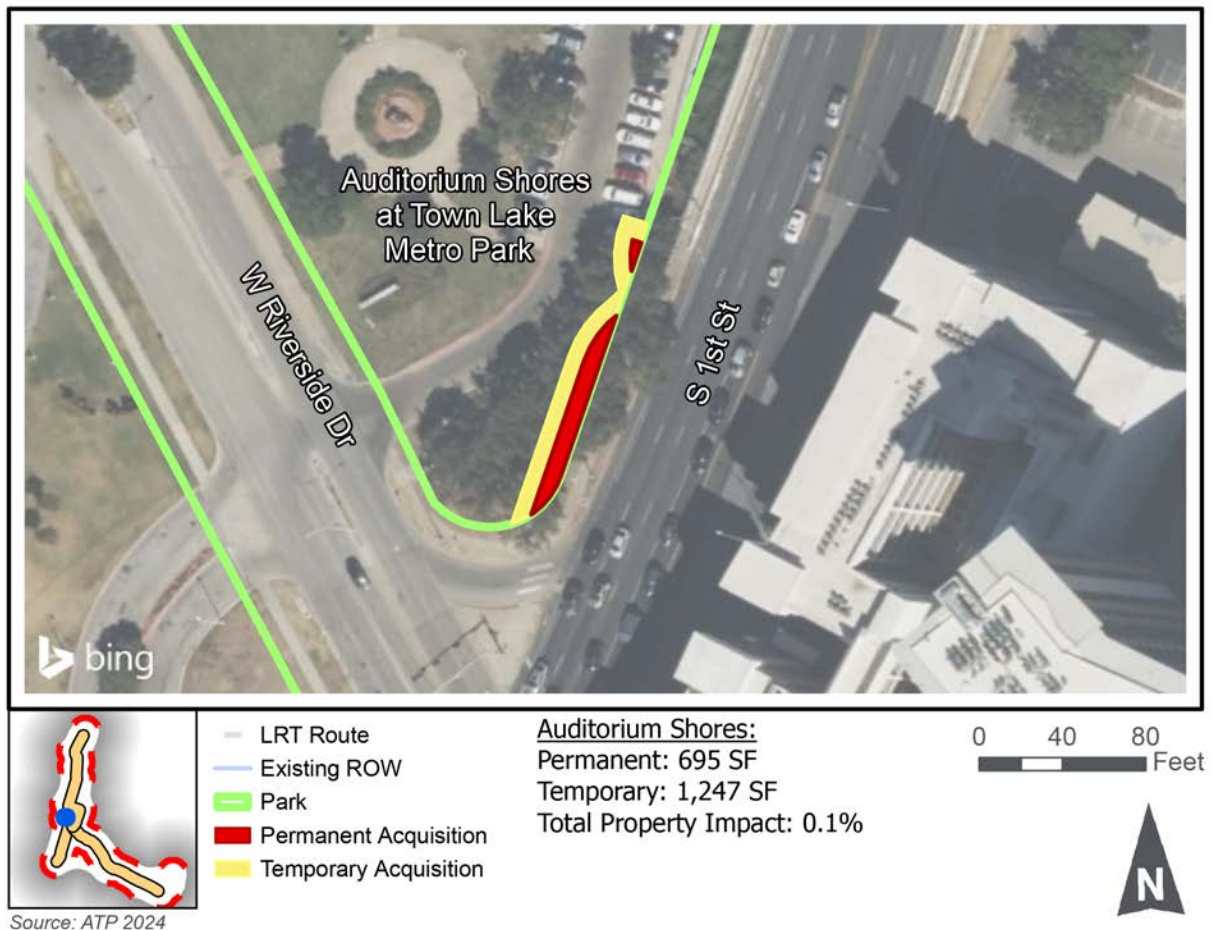 Auditorium Shores
at Town Lake
Metro Park
W Riverside Dr
S 1st St
bing
LRT Route
Existing ROW
Park
Permanent Acquisition
Temporary Acquisition
Auditorium Shores:
Permanent: 695 SF
Temporary: 1,247 SF
Total Property Impact: 0.1%
0 40 80
Feet
N
Source: ATP 2024